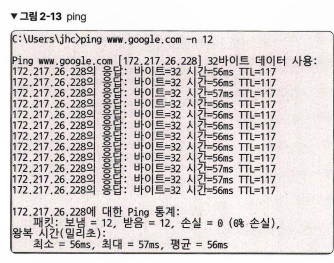 ▼ 그림 2-13 ping
C:\Users\jhc>ping www.google.com -n 12
Ping www.google.com [172.217.26.228] 32바이트 데이터 사용:
172.217.26.228의 응답: 바이트=32 시간=56ms TTL=117
172.217.26.228의 응답: 바이트=32 시간=57ms TTL=117
172.217.26.228의 응답: 바이트=32 시간=56ms TTL=117
172.217.26.228의 응답: 바이트=32 시간=56ms TTL=117
172.217.26.228의 응답: 바이트=32 시간=56ms TTL=117
172.217.26.228의 응답: 바이트=32 시간=56ms TTL=117
172.217.26.228의 응답: 바이트=32 시간=56ms TTL=117
172.217.26.228의 응답: 바이트=32 시간=56ms TTL=117
172.217.26.228의 응답: 바이트=32 시간=56ms TTL=117
172.217.26.228의 응답: 바이트=32 시간=57ms TTL=117
172.217.26.228의 응답: 바이트=32 시간=57ms TTL=117
172.217.26.228의 응답: 바이트=32 시간=56ms TTL=117
172.217.26.228에 대한 Ping 통계:
패킷: 보냄 = 12, 받음 = 12, 손실 = 0 (0% 손실),
왕복 시간(밀리초):
최소 = 56ms, 최대 = 57ms, 평균 = 56ms